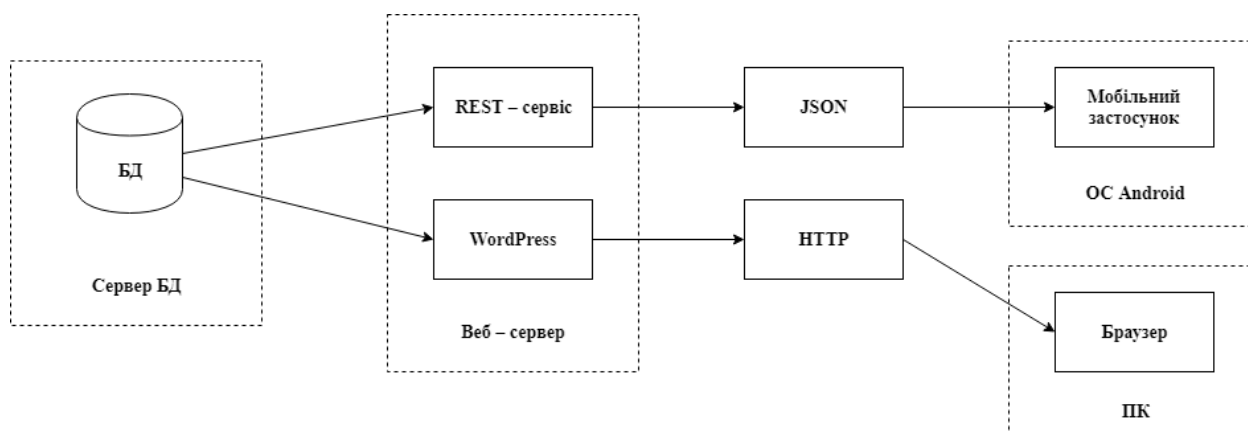 БД
Сервер БД
REST – сервіс
WordPress
Веб – сервер
JSON
HTTP
Мобільний
застосунок
ОС Android
Браузер
ПК